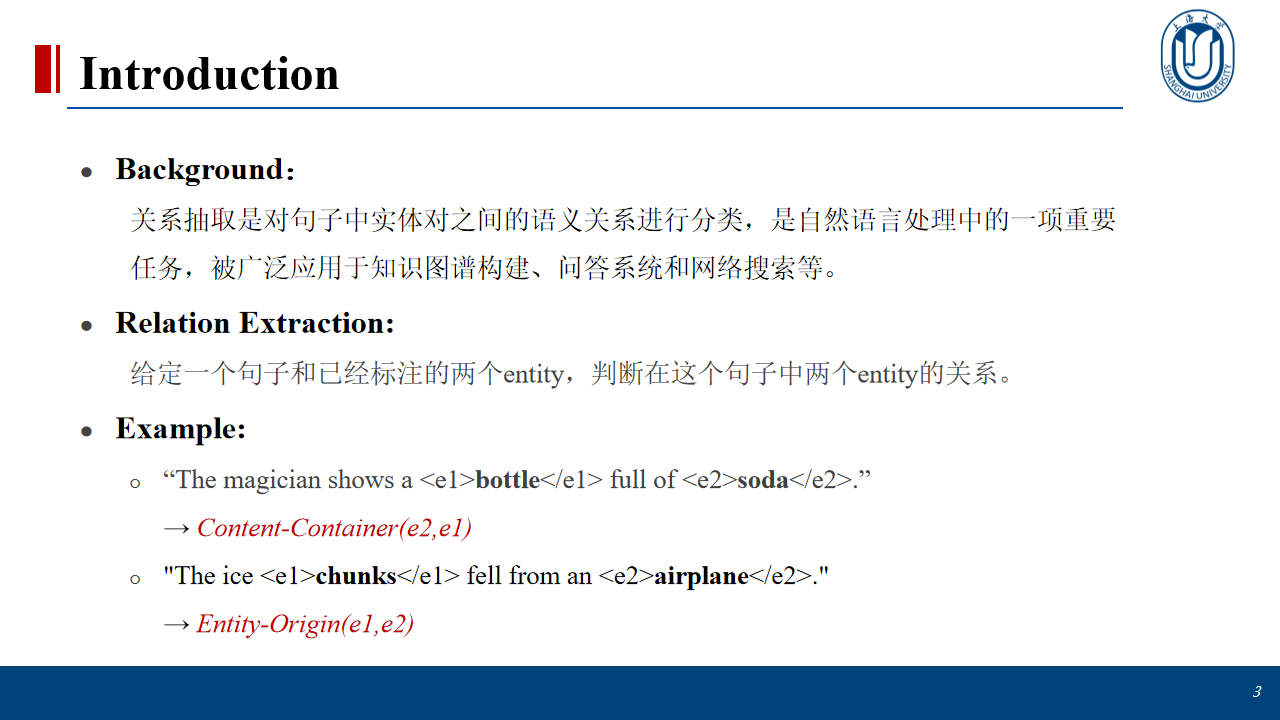 Introduction
上海大学
SHANGHAI UNIVERSITY
● Background：
关系抽取是对句子中实体对之间的语义关系进行分类，是自然语言处理中的一项重要
任务，被广泛应用于知识图谱构建、问答系统和网络搜索等。
● Relation Extraction:
给定一个句子和已经标注的两个entity，判断在这个句子中两个entity的关系。
● Example:
○ “The magician shows a <e1>bottle</e1> full of <e2>soda</e2>.”
→ Content-Container(e2,e1)
○ "The ice <e1>chunks</e1> fell from an <e2>airplane</e2>."
→ Entity-Origin(e1,e2)
3